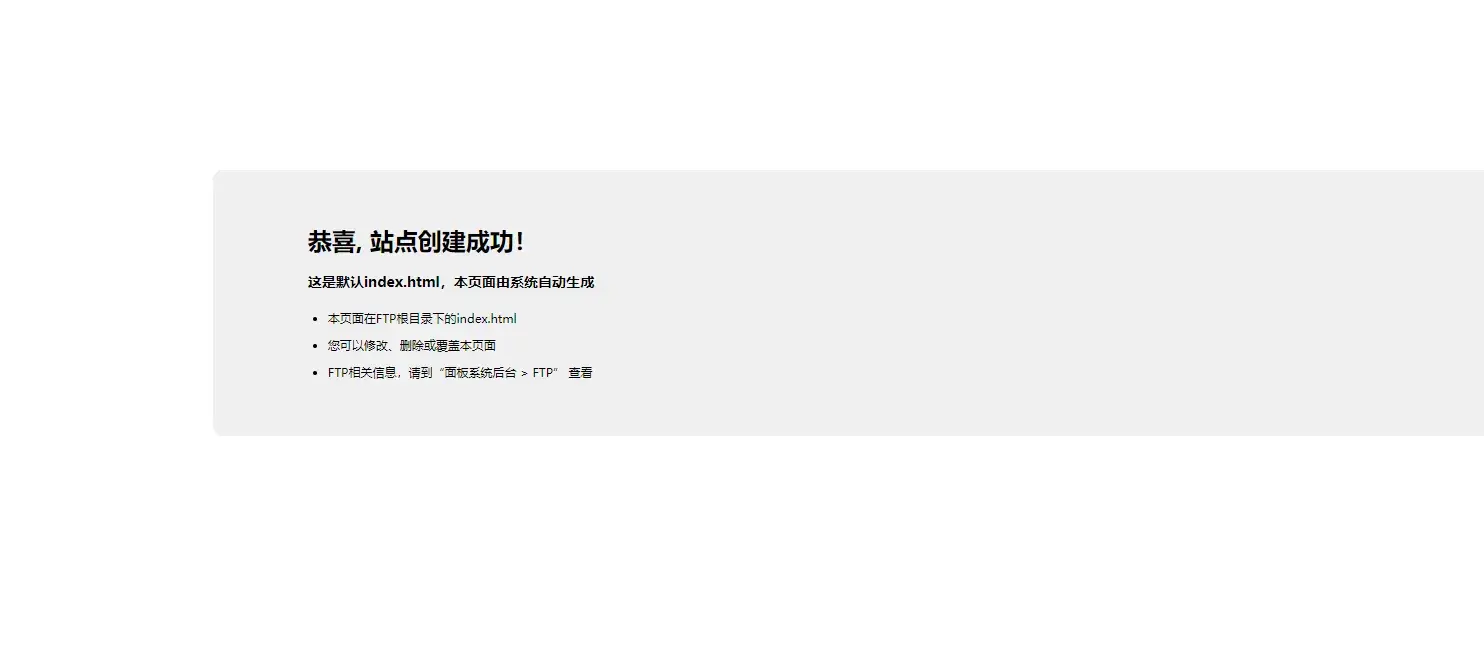 恭喜, 站点创建成功！
这是默认index.html，本页面由系统自动生成
本页面在FTP根目录下的index.html
您可以修改、删除或覆盖本页面
FTP相关信息，请到“面板系统后台 > FTP” 查看